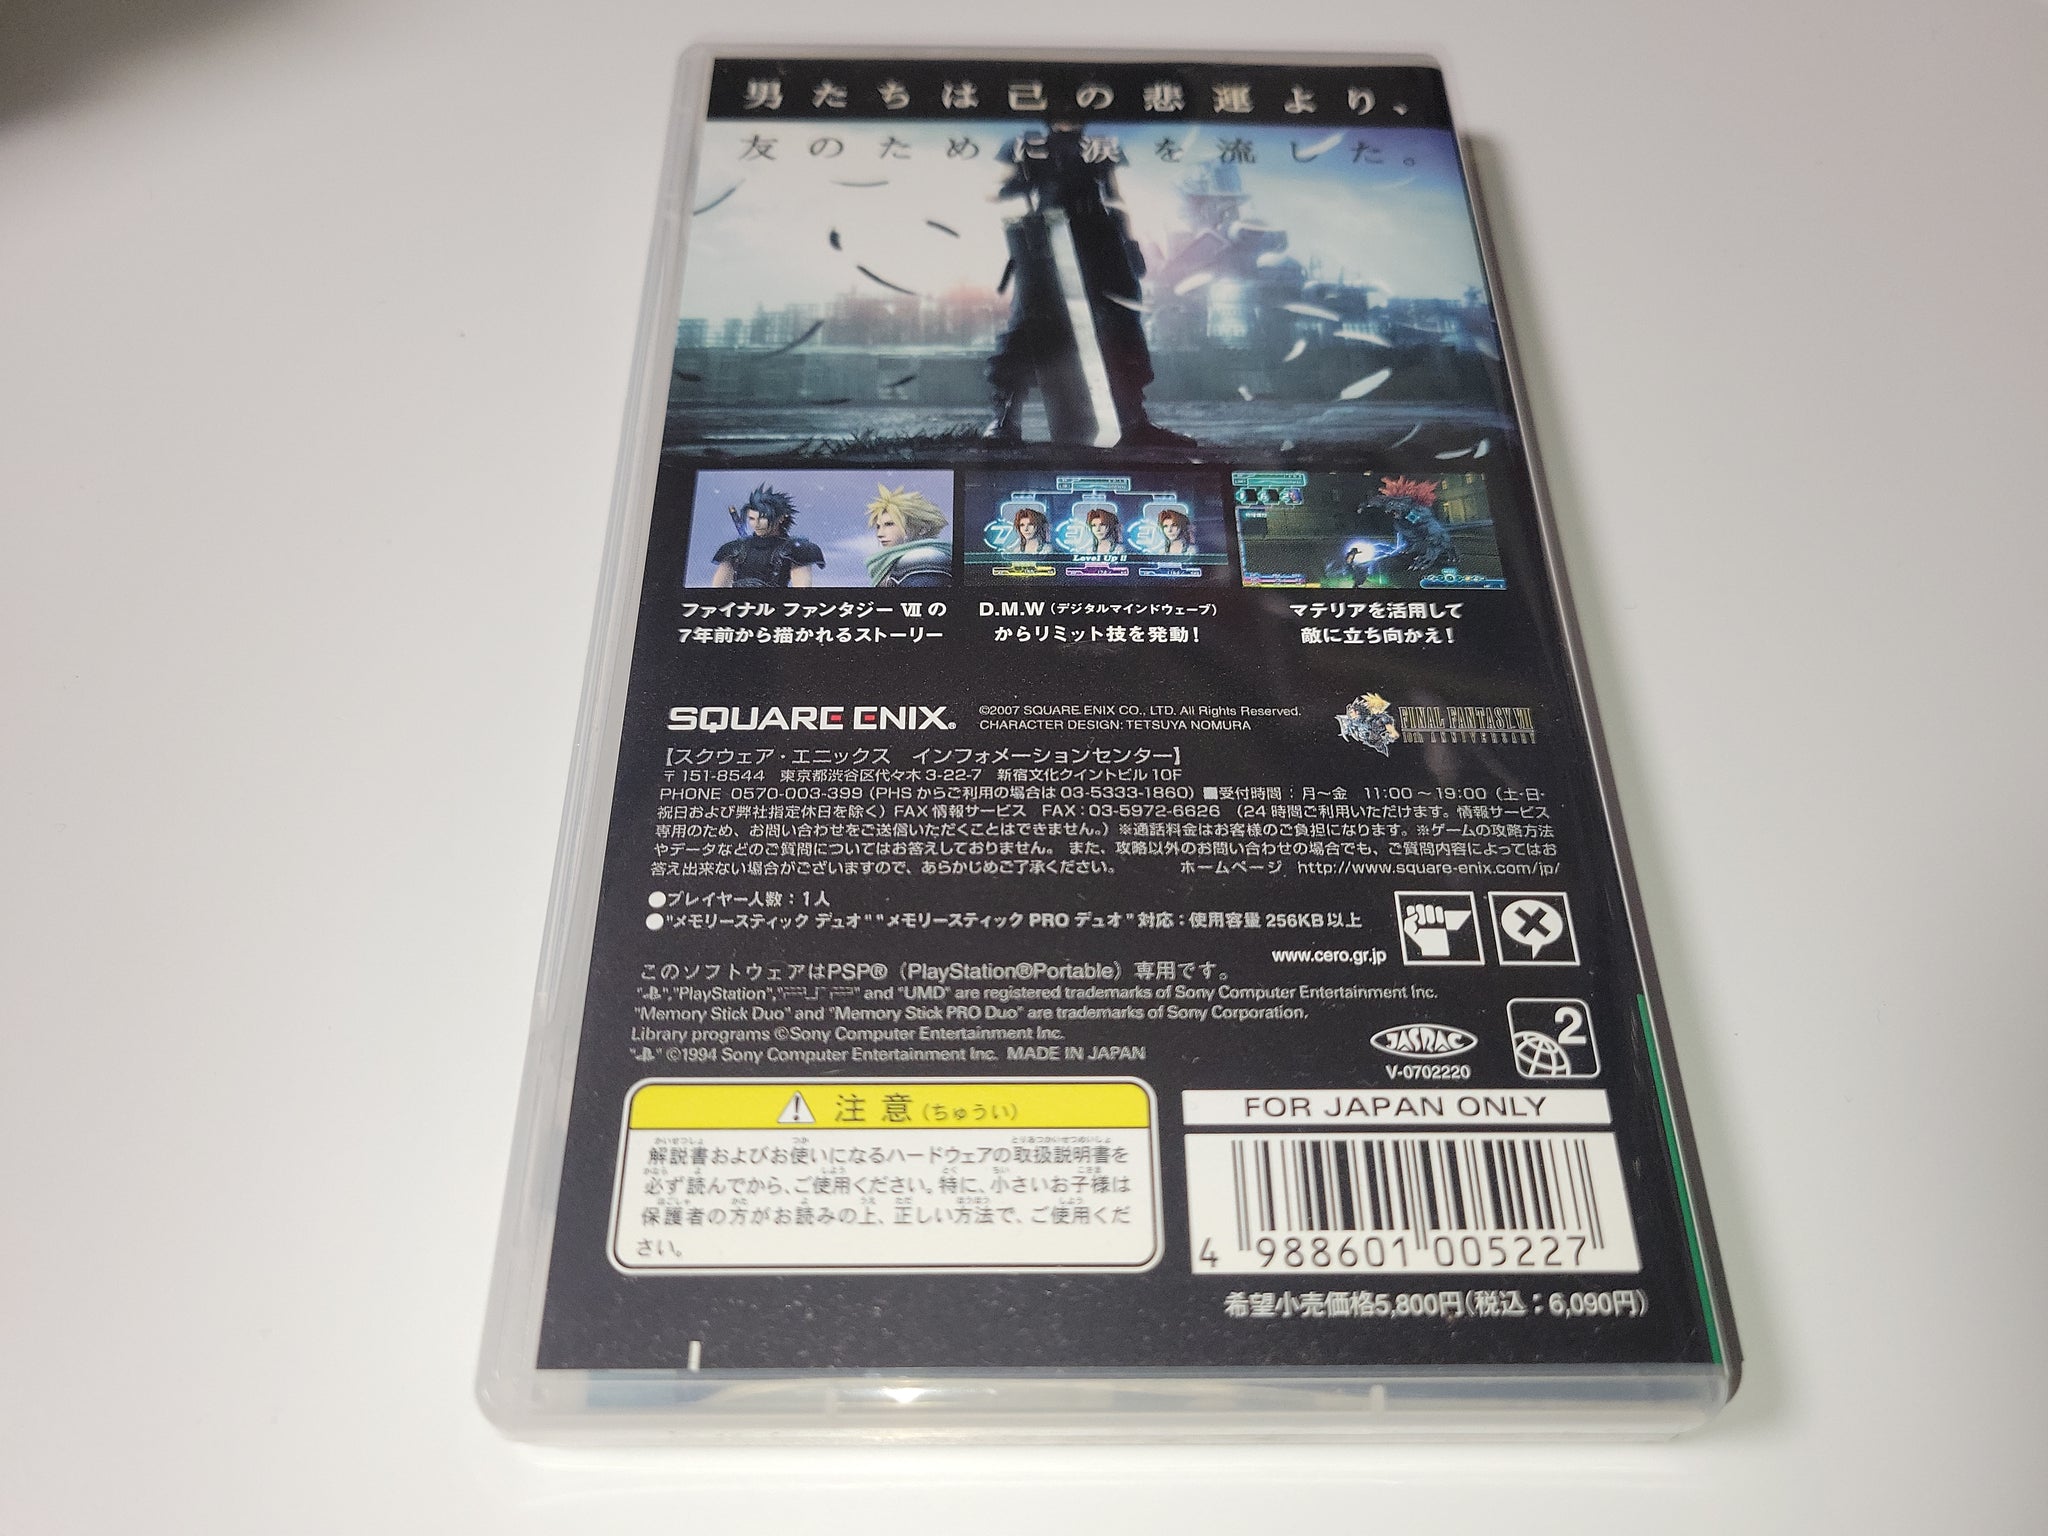 男たちは己の悲運より、
友のために涙を流した。
Level Up !!
ファイナル ファンタジー VII の
7年前から描かれるストーリー
D.M.W（デジタルマインドウェーブ）
からリミット技を発動！
マテリアを活用して
敵に立ち向かえ！
SQUARE ENIX®
©2007 SQUARE ENIX CO., LTD. All Rights Reserved.
CHARACTER DESIGN: TETSUYA NOMURA
FINAL FANTASY VII
10th ANNIVERSARY
【スクウェア・エニックス　インフォメーションセンター】
〒151-8544　東京都渋谷区代々木3-22-7　新宿文化クイントビル10F
PHONE 0570-003-399（PHSからご利用の場合は03-5333-1860）■受付時間：月〜金　11:00〜19:00（土・日・
祝日および弊社指定休日を除く）FAX情報サービス　FAX：03-5972-6626　（24時間ご利用いただけます。情報サービス
専用のため、お問い合わせをご送信いただくことはできません。）※通話料金はお客様のご負担になります。※ゲームの攻略方法
やデータなどのご質問についてはお答えしておりません。また、攻略以外のお問い合わせの場合でも、ご質問内容によってはお
答え出来ない場合がございますので、あらかじめご了承ください。　ホームページ　http://www.square-enix.com/jp/
●プレイヤー人数：1人
●"メモリースティック デュオ" "メモリースティック PRO デュオ" 対応：使用容量 256KB以上
www.cero.gr.jp
このソフトウェアはPSP®（PlayStation®Portable）専用です。
"PlayStation", and "UMD" are registered trademarks of Sony Computer Entertainment Inc.
"Memory Stick Duo" and "Memory Stick PRO Duo" are trademarks of Sony Corporation.
Library programs ©Sony Computer Entertainment Inc.
©1994 Sony Computer Entertainment Inc. MADE IN JAPAN
JASRAC
V-0702220
2
注意（ちゅうい）
解説書およびお使いになるハードウェアの取扱説明書を
必ず読んでから、ご使用ください。特に、小さいお子様は
保護者の方がお読みの上、正しい方法で、ご使用くだ
さい。
FOR JAPAN ONLY
4 988601 005227
希望小売価格5,800円（税込：6,090円）